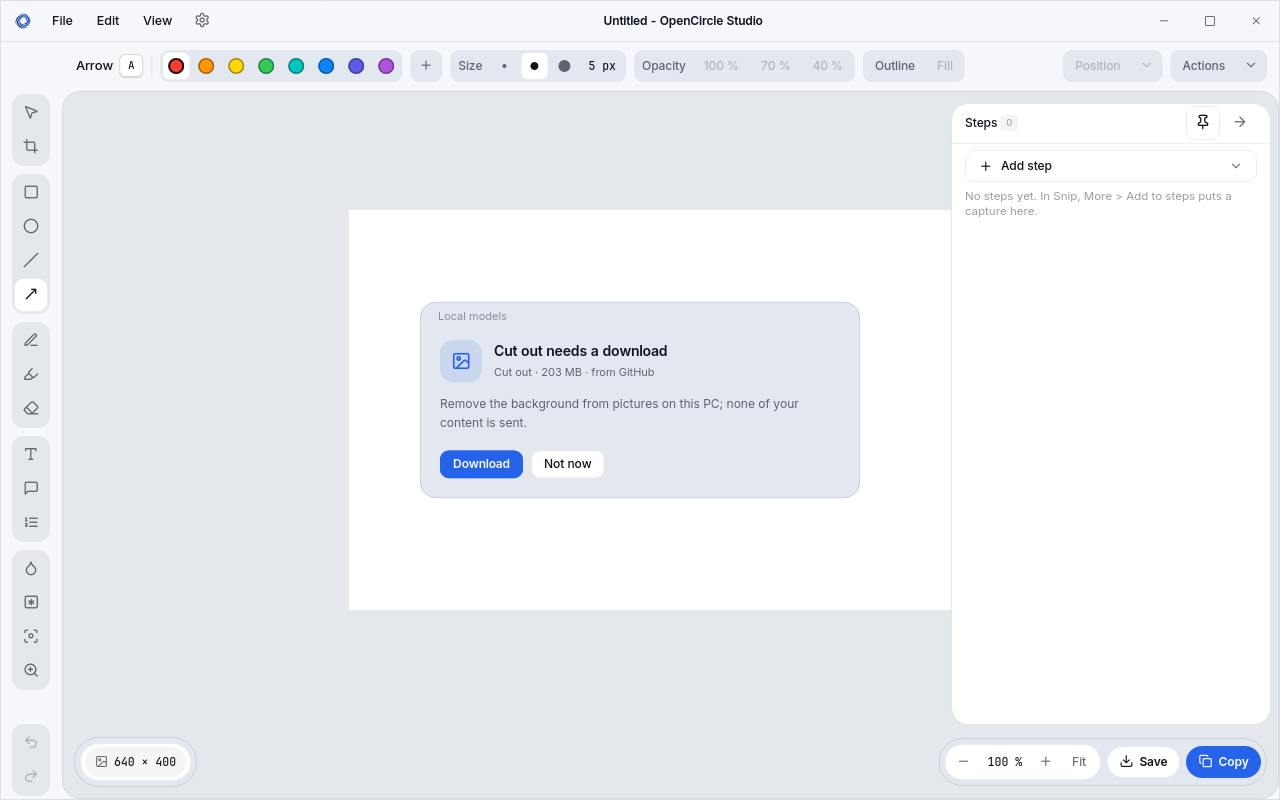 File Edit View
Untitled - OpenCircle Studio
Arrow A
Size 5 px
Opacity 100 % 70 % 40 %
Outline Fill
Position
Actions
Steps 0
Add step
No steps yet. In Snip, More > Add to steps puts a
capture here.
Local models
Cut out needs a download
Cut out · 203 MB · from GitHub
Remove the background from pictures on this PC; none of your
content is sent.
Download Not now
640 × 400
100 % Fit
Save
Copy